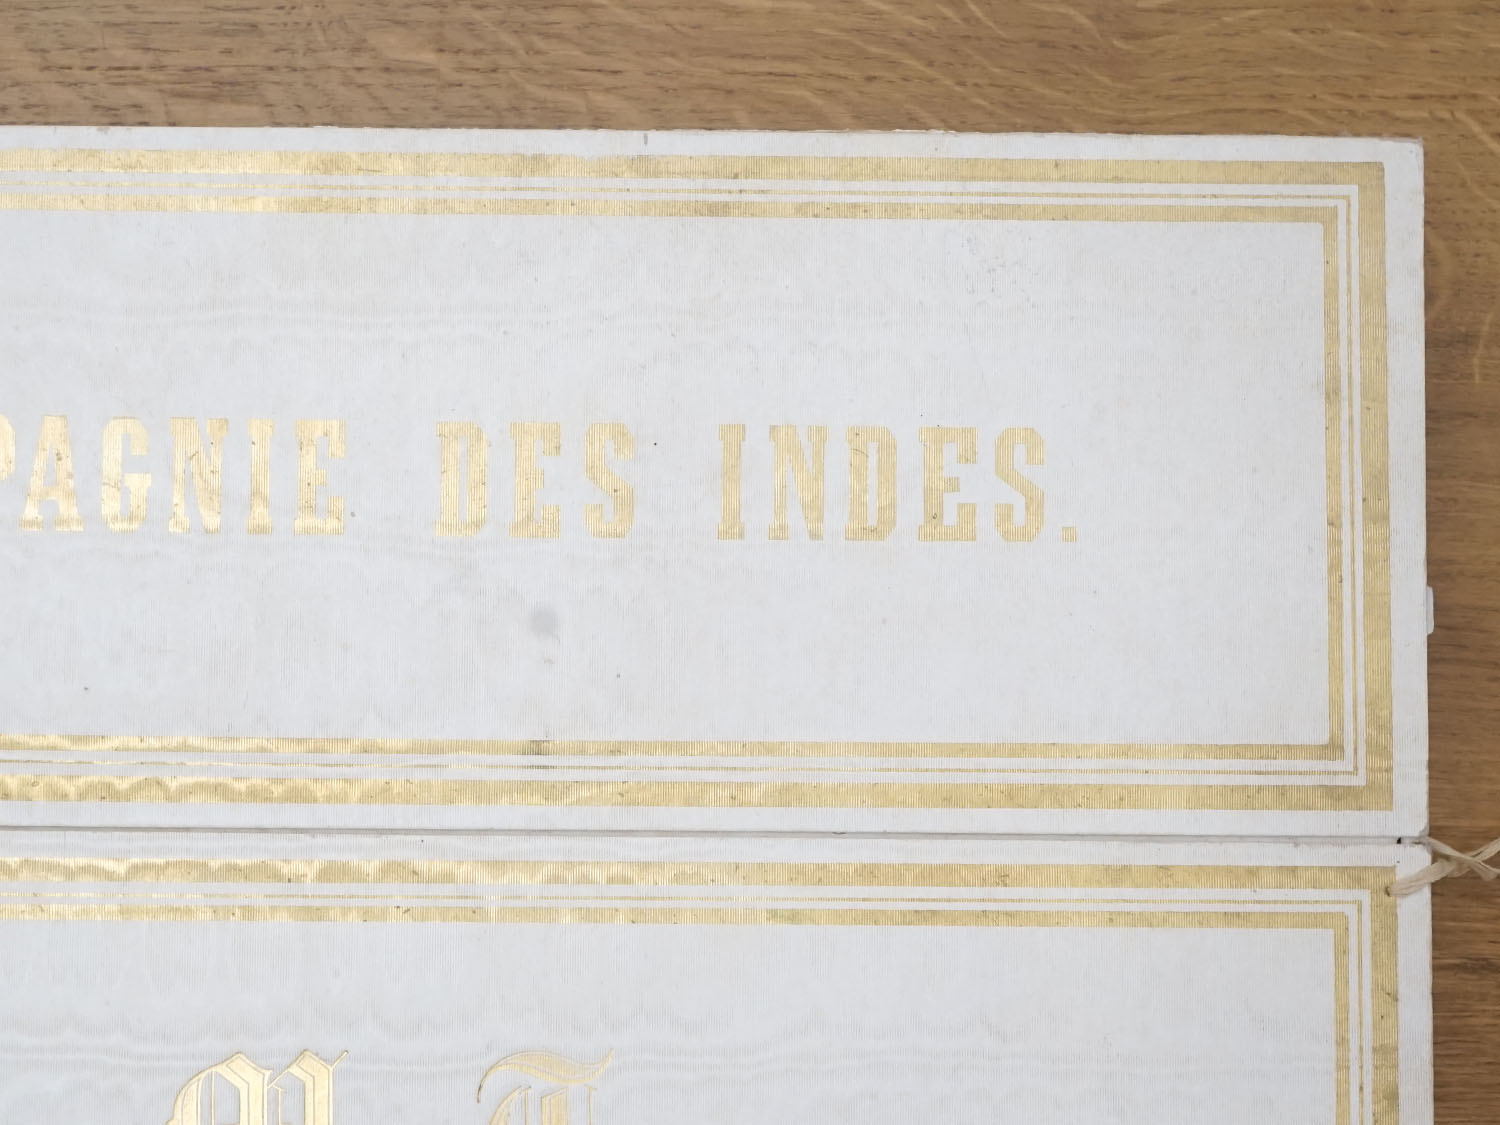 PAGNIE DES INDES.